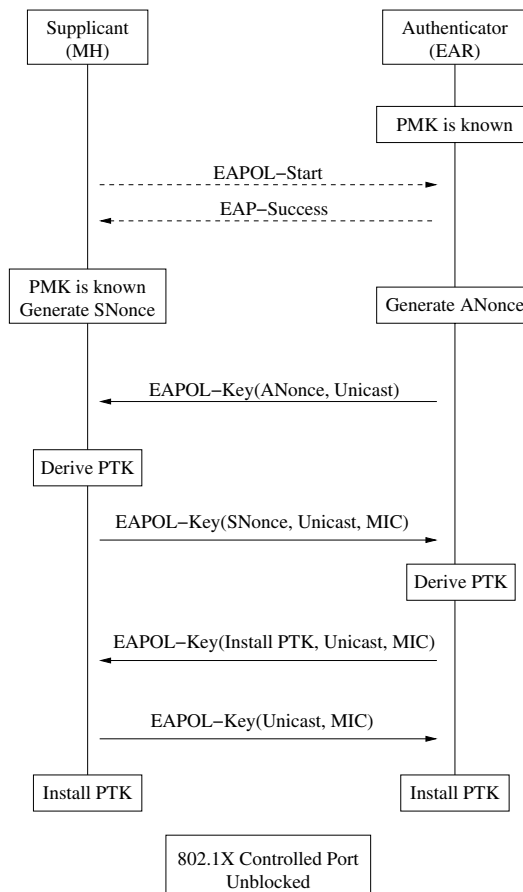 Supplicant
(MH)
Authenticator
(EAR)
PMK is known
EAPOL−Start
EAP−Success
PMK is known
Generate SNonce
Generate ANonce
EAPOL−Key(ANonce, Unicast)
Derive PTK
EAPOL−Key(SNonce, Unicast, MIC)
Derive PTK
EAPOL−Key(Install PTK, Unicast, MIC)
EAPOL−Key(Unicast, MIC)
Install PTK
Install PTK
802.1X Controlled Port
Unblocked